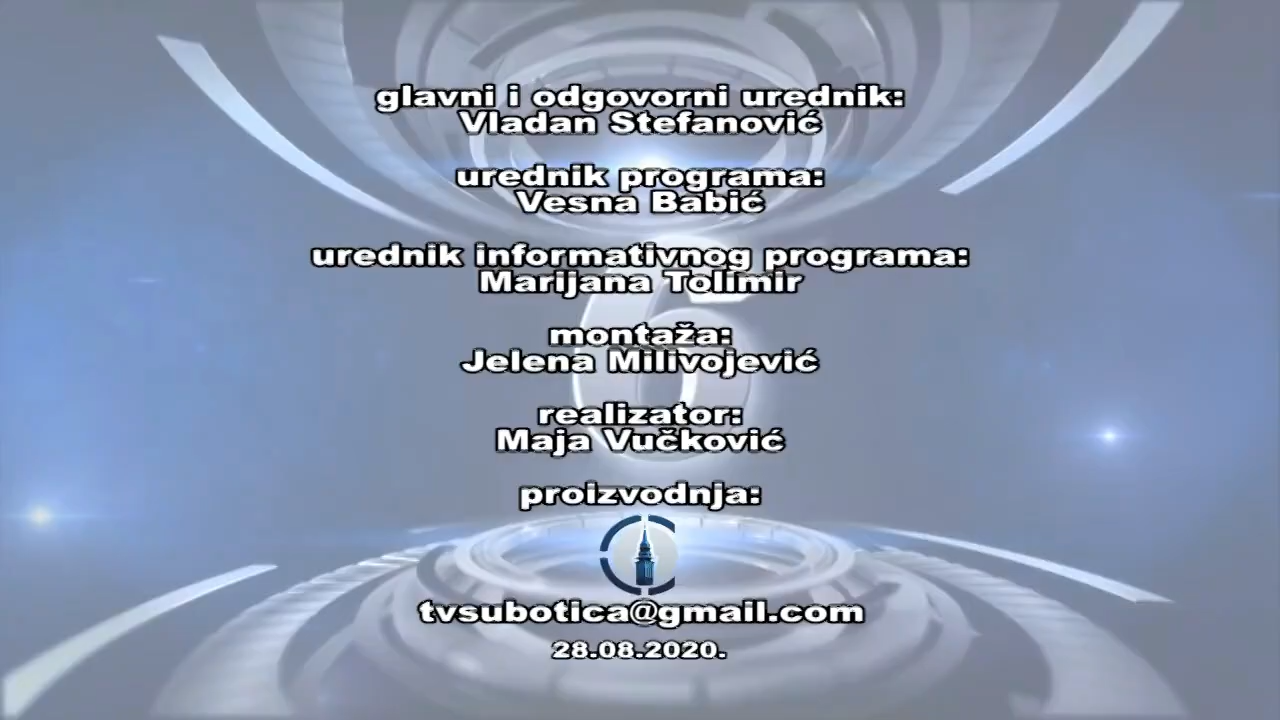 glavni i odgovorni urednik:
Vladan Stefanović
urednik programa:
Vesna Babić
urednik informativnog programa:
Marijana Tolimir
montaža:
Jelena Milivojević
realizator:
Maja Vučković
proizvodnja:
tvsubotica@gmail.com
28.08.2020.
6